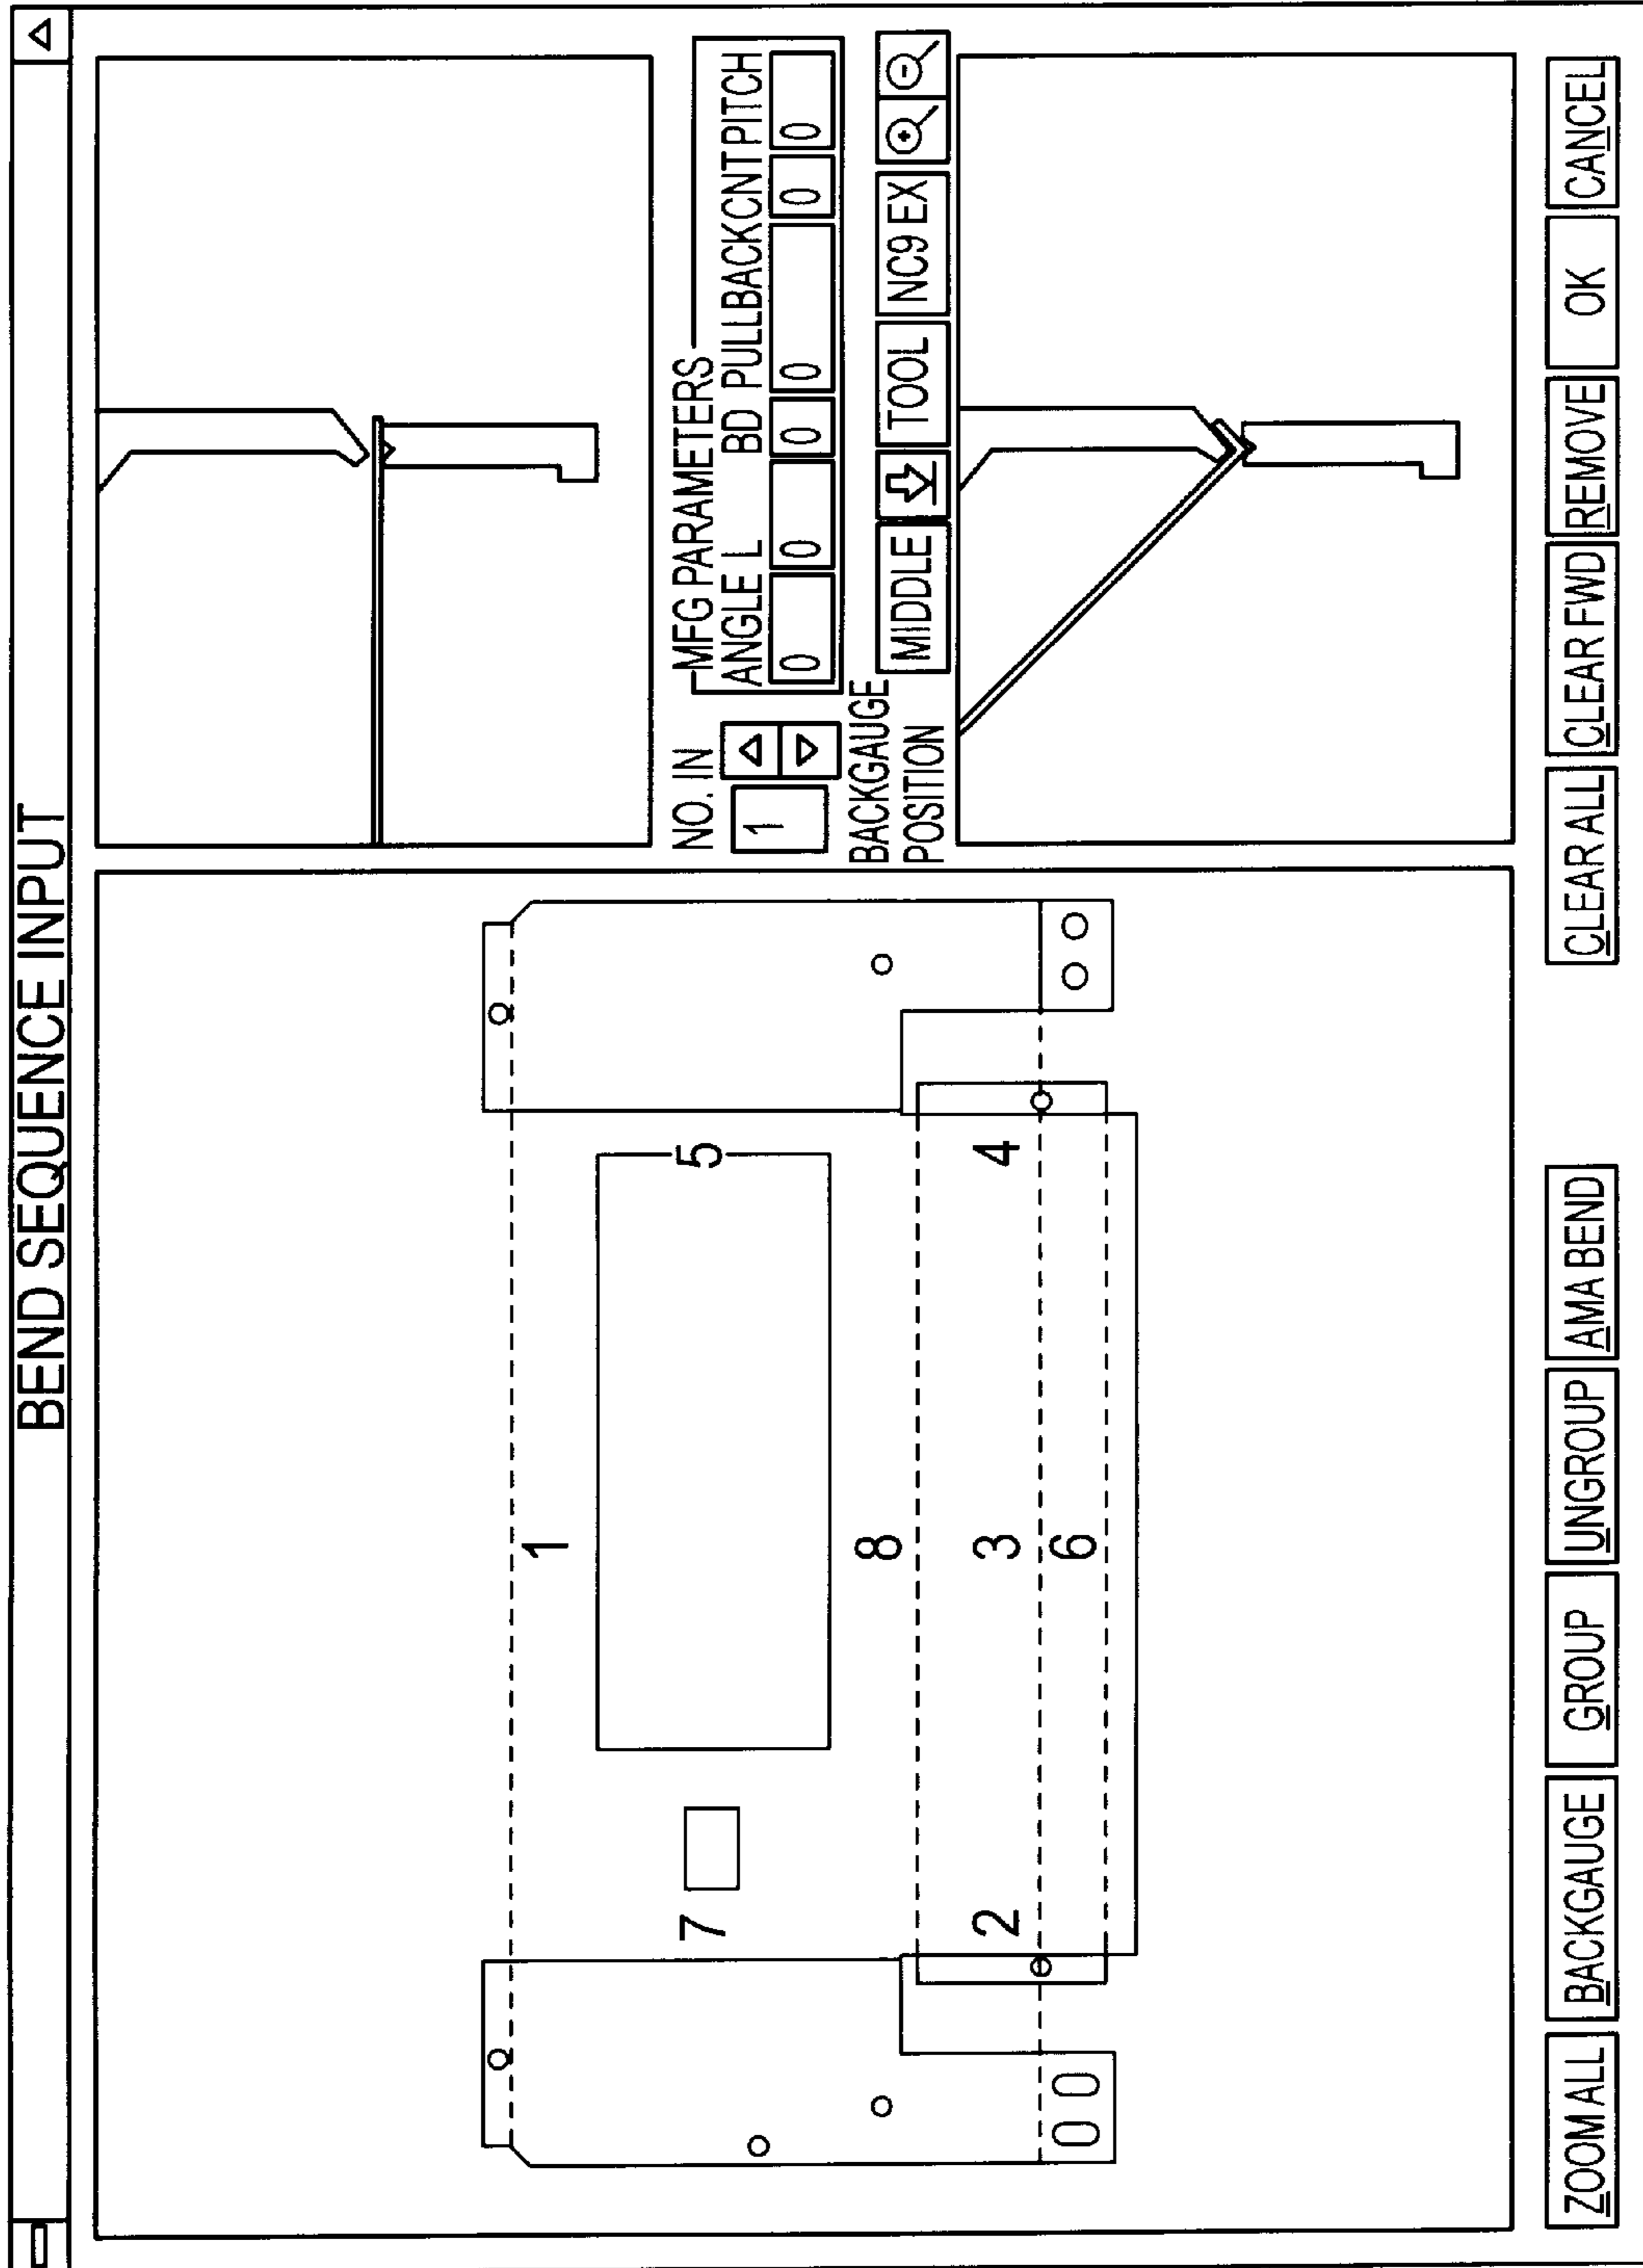 BEND SEQUENCE INPUT
1
5
7
8
2
3
4
6
NO. IN
1
MFG PARAMETERS
ANGLE L BD PULLBACK CNT PITCH
0 0 0 0 0 0
BACKGAUGE
POSITION
MIDDLE TOOL NC9 EX
ZOOM ALL BACKGAUGE GROUP UNGROUP AMA BEND CLEAR ALL CLEAR FWD REMOVE OK CANCEL